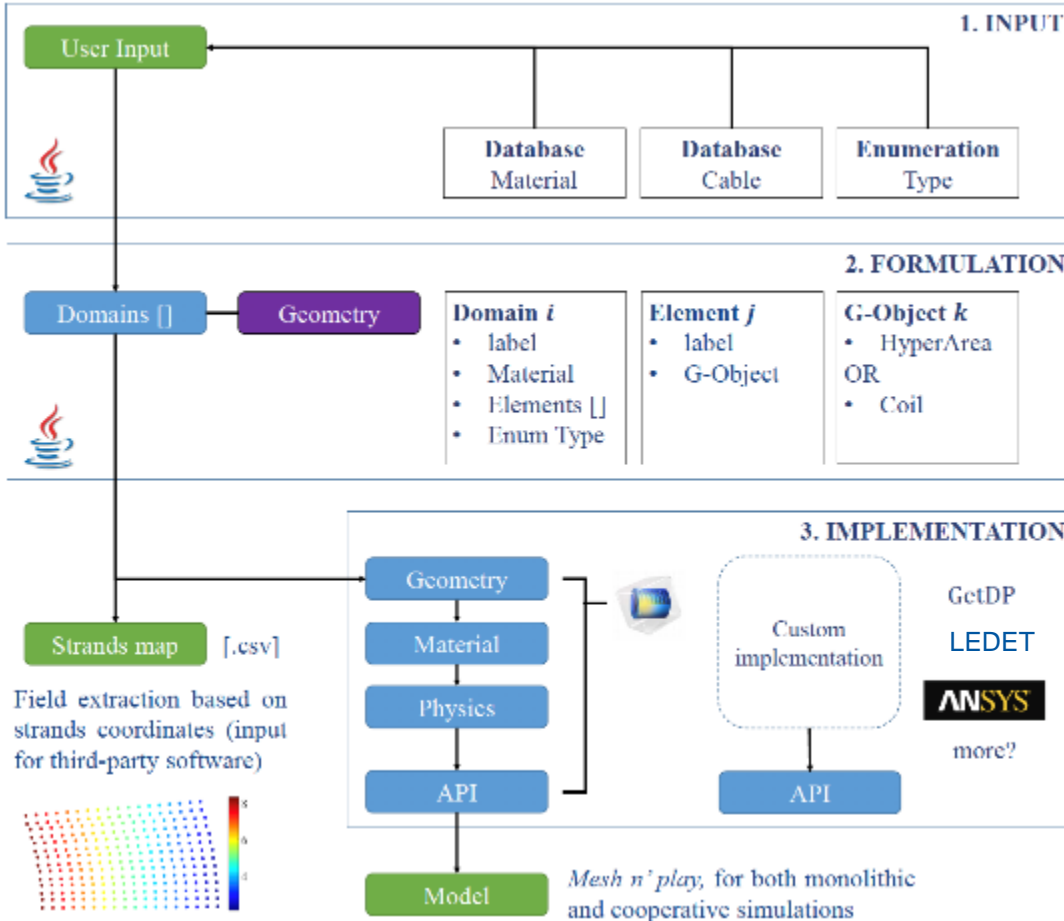 1. INPUT
User Input
Database
Material
Database
Cable
Enumeration
Type
2. FORMULATION
Domains []
Geometry
Domain i
• label
• Material
• Elements []
• Enum Type
Element j
• label
• G-Object
G-Object k
• HyperArea
OR
• Coil
3. IMPLEMENTATION
Geometry
Material
Physics
API
Custom
implementation
API
GetDP
LEDET
ANSYS
more?
Strands map
[.csv]
Field extraction based on
strands coordinates (input
for third-party software)
8
6
4
Model
Mesh n' play, for both monolithic
and cooperative simulations